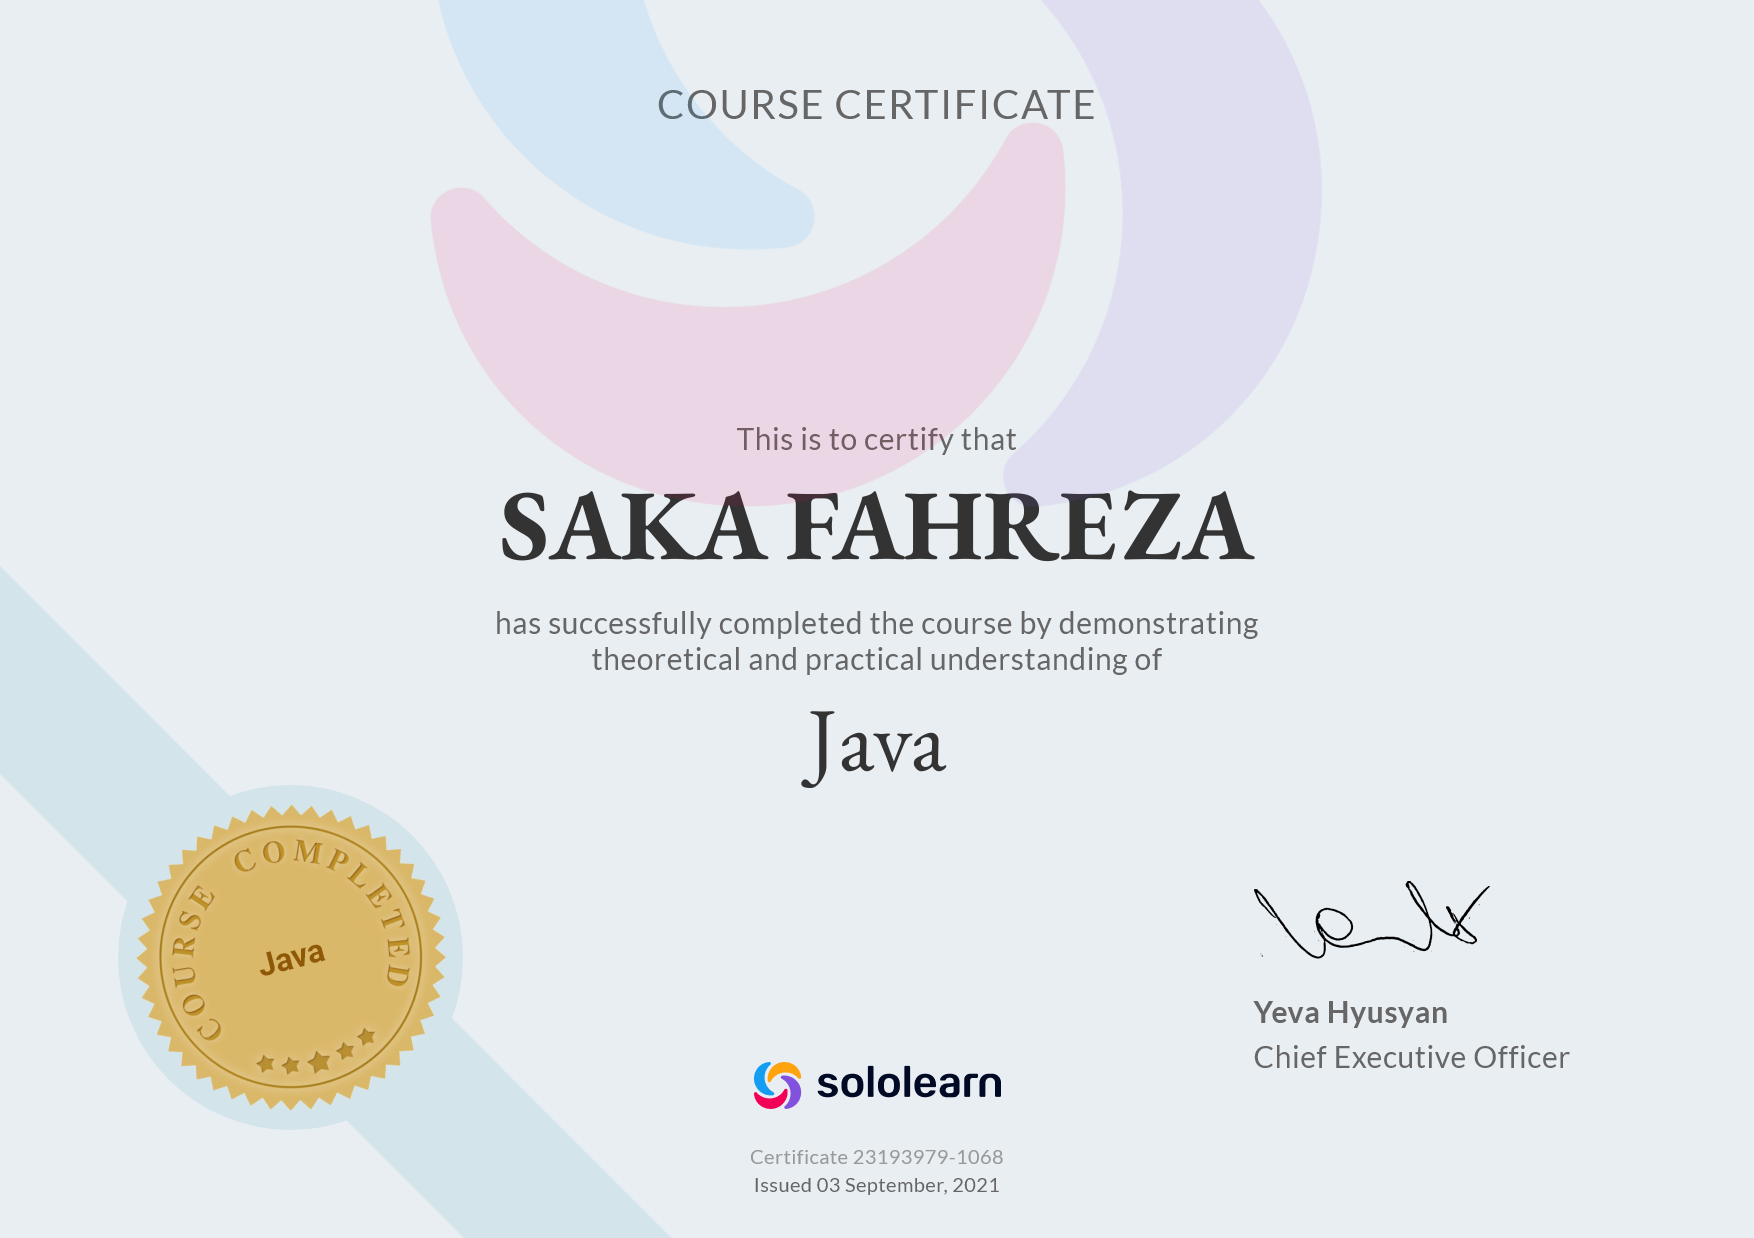 COURSE CERTIFICATE
This is to certify that
SAKA FAHREZA
has successfully completed the course by demonstrating
theoretical and practical understanding of
Java
COURSE COMPLETED
Java
Yeva Hyusyan
Chief Executive Officer
sololearn
Certificate 23193979-1068
Issued 03 September, 2021